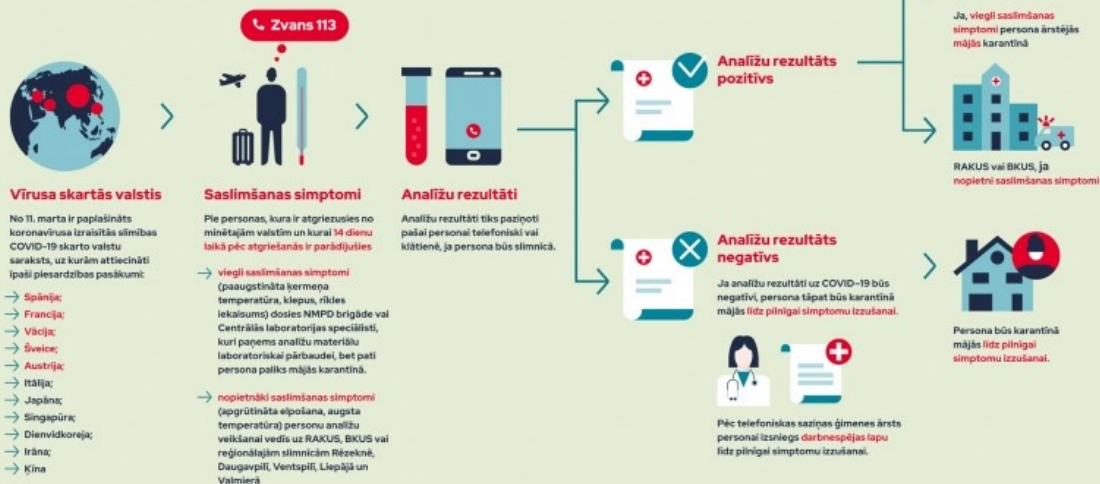 Zvans 113
Vīrusa skartās valstis
No 11. marta ir paplašināts
koronavīrusa izraisītās slimības
COVID-19 skarto valstu
saraksts, uz kurām attiecināti
īpaši piesardzības pasākumi:
Spānija;
Francija;
Vācija;
Šveice;
Austrija;
Itālija;
Japāna;
Singapūra;
Dienvidkoreja;
Irāna;
Ķīna
Saslimšanas simptomi
Pie personas, kura ir atgriezusies no
minētajām valstīm un kurai 14 dienu
laikā pēc atgriešanās ir parādījušies
viegli saslimšanas simptomi
(paaugstināta ķermeņa
temperatūra, klepus, rīkles
iekaisums) dosies NMPD brigāde vai
Centrālās laboratorijas speciālisti,
kuri paņems analīžu materiālu
laboratoriskai pārbaudei, bet pati
persona paliks mājās karantīnā.
nopietnāki saslimšanas simptomi
(apgrūtināta elpošana, augsta
temperatūra) personu analīžu
veikšanai vedīs uz RAKUS, BKUS vai
reģionālajām slimnīcām Rēzeknē,
Daugavpilī, Ventspilī, Liepājā un
Valmierā
Analīžu rezultāti
Analīžu rezultāti tiks paziņoti
pašai personai telefoniski vai
klātienē, ja persona būs slimnīcā.
Analīžu rezultāts
pozitīvs
Ja, viegli saslimšanas
simptomi persona ārstējās
mājās karantīnā
RAKUS vai BKUS, ja
nopietni saslimšanas simptomi
Analīžu rezultāts
negatīvs
Ja analīžu rezultāti uz COVID-19 būs
negatīvi, persona tāpat būs karantīnā
mājās līdz pilnīgai simptomu izzušanai.
Pēc telefoniskas saziņas ģimenes ārsts
personai izsniegs darbnespējas lapu
līdz pilnīgai simptomu izzušanai.
Persona būs karantīnā
mājās līdz pilnīgai
simptomu izzušanai.